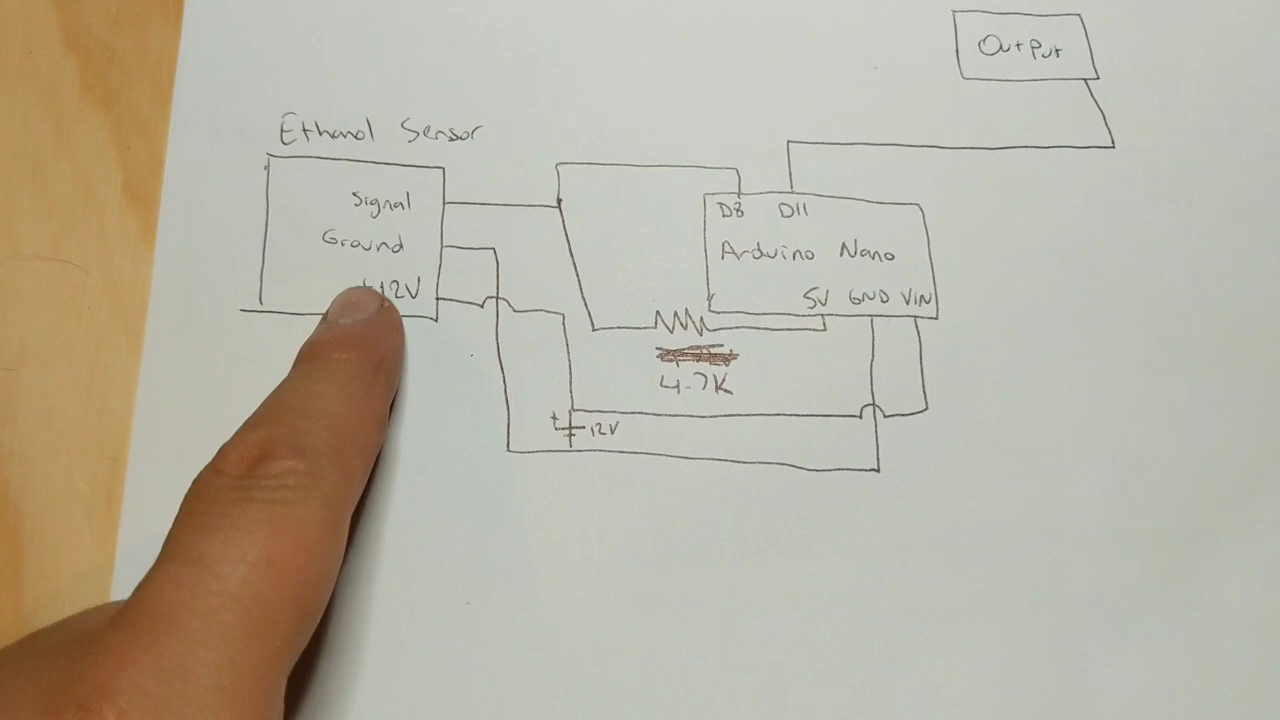 Output
Ethanol Sensor
Signal
Ground
+12V
D8 D11
Arduino Nano
5V GND VIN
4.7K
+
12V